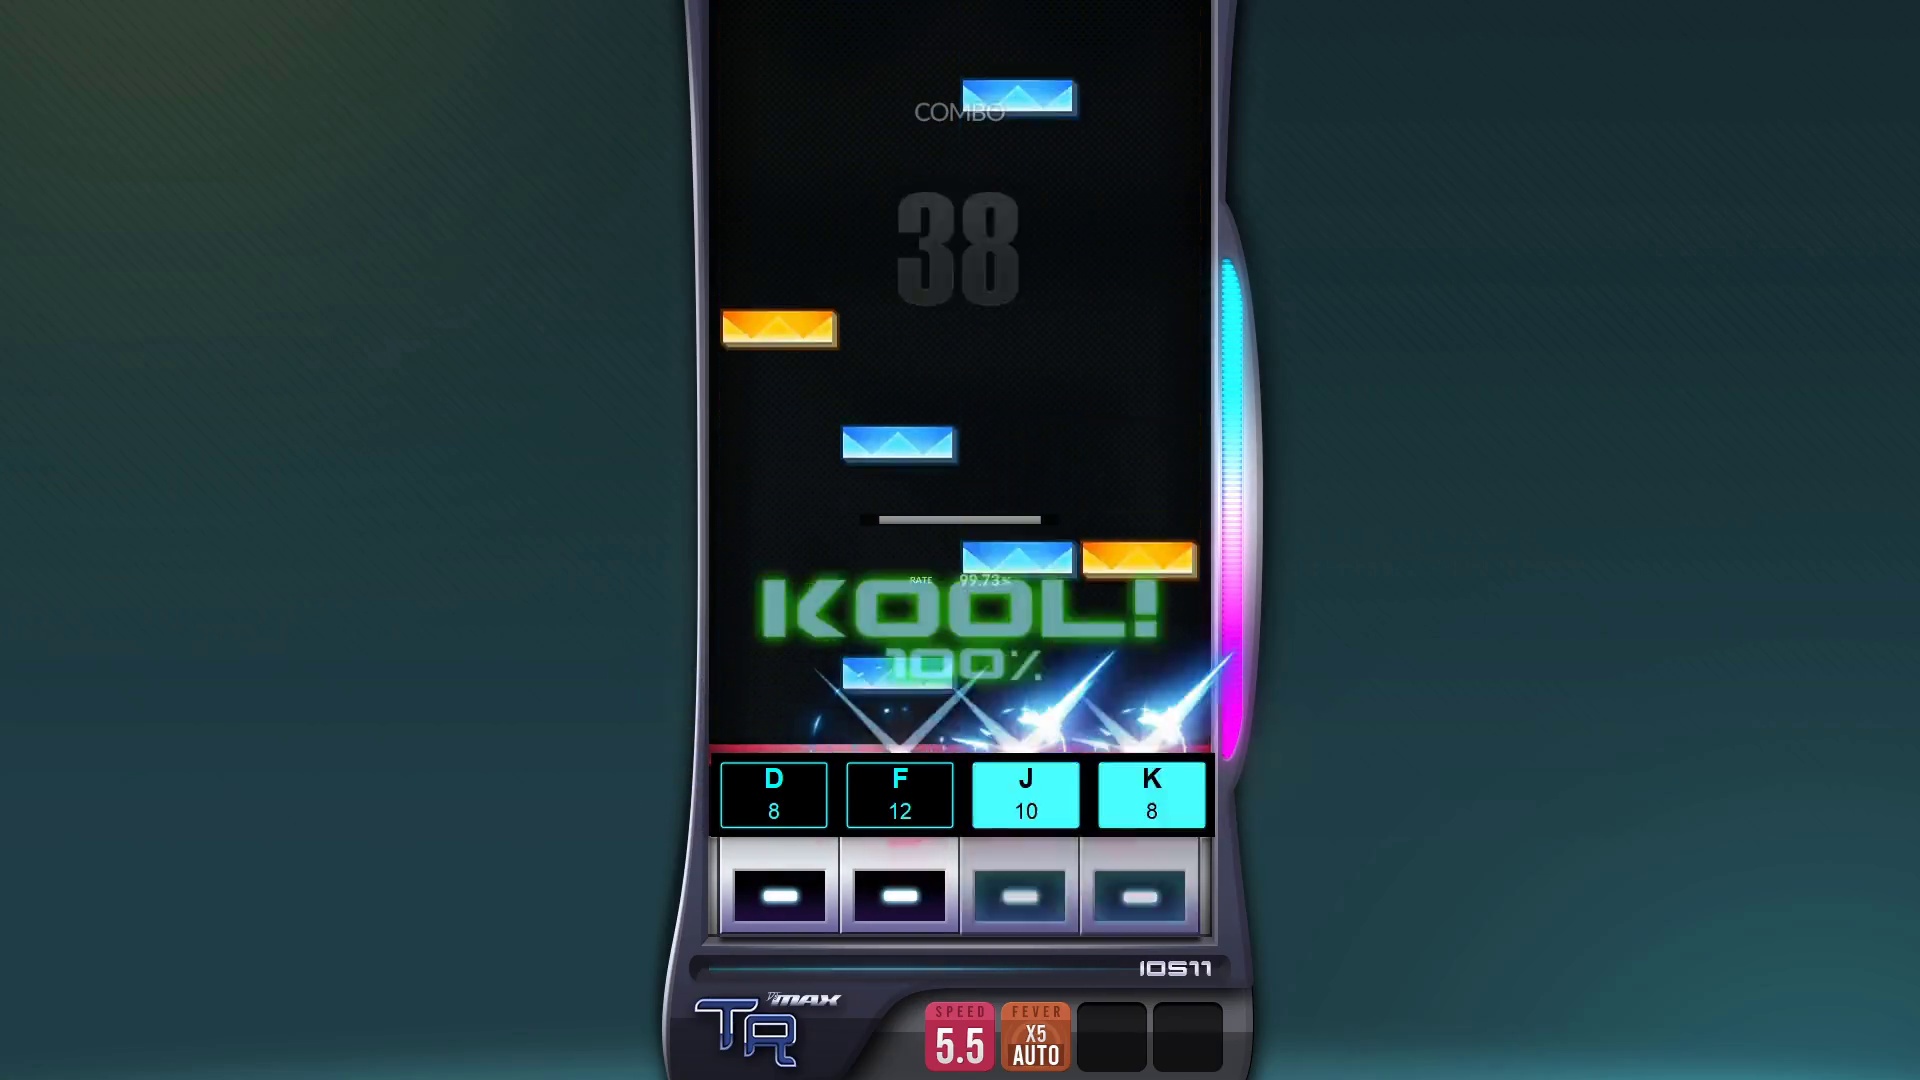 COMBO
38
RATE 99.73%
KOOL!
100%
D F J K
8 12 10 8
10511
DJMAX
TR
SPEED FEVER
5.5 X5
AUTO